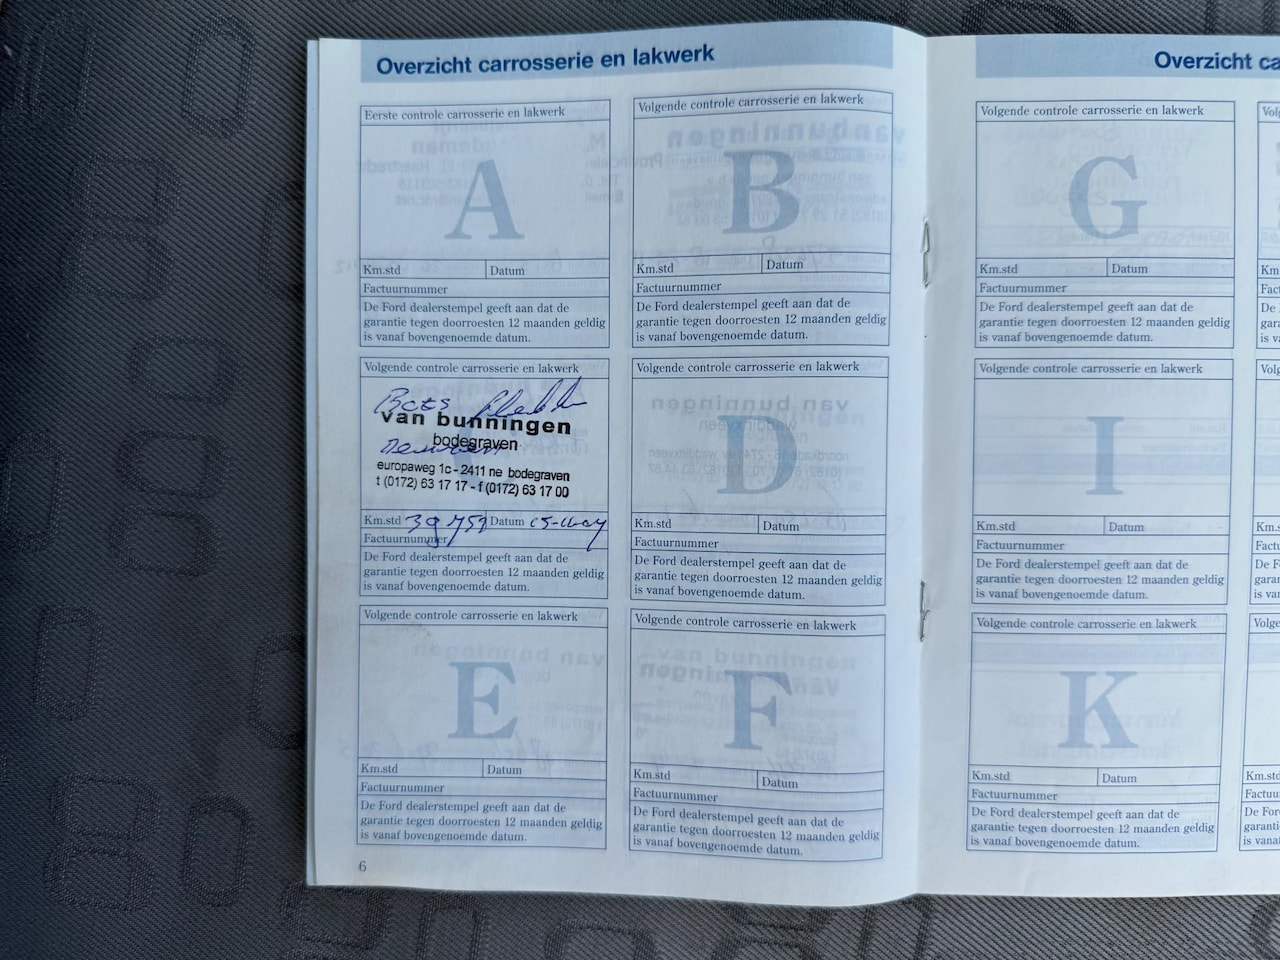 Overzicht carrosserie en lakwerk
Eerste controle carrosserie en lakwerk
A
Km.std Datum
Factuurnummer
De Ford dealerstempel geeft aan dat de
garantie tegen doorroesten 12 maanden geldig
is vanaf bovengenoemde datum.
Volgende controle carrosserie en lakwerk
B
Km.std Datum
Factuurnummer
De Ford dealerstempel geeft aan dat de
garantie tegen doorroesten 12 maanden geldig
is vanaf bovengenoemde datum.
Volgende controle carrosserie en lakwerk
van bunningen
bodegraven
europaweg 1c - 2411 ne bodegraven
t (0172) 63 17 17 - f (0172) 63 17 00
Km.std Datum
Factuurnummer
De Ford dealerstempel geeft aan dat de
garantie tegen doorroesten 12 maanden geldig
is vanaf bovengenoemde datum.
Volgende controle carrosserie en lakwerk
D
Km.std Datum
Factuurnummer
De Ford dealerstempel geeft aan dat de
garantie tegen doorroesten 12 maanden geldig
is vanaf bovengenoemde datum.
Volgende controle carrosserie en lakwerk
E
Km.std Datum
Factuurnummer
De Ford dealerstempel geeft aan dat de
garantie tegen doorroesten 12 maanden geldig
is vanaf bovengenoemde datum.
Volgende controle carrosserie en lakwerk
F
Km.std Datum
Factuurnummer
De Ford dealerstempel geeft aan dat de
garantie tegen doorroesten 12 maanden geldig
is vanaf bovengenoemde datum.
6
Overzicht ca
Volgende controle carrosserie en lakwerk
G
Km.std Datum
Factuurnummer
De Ford dealerstempel geeft aan dat de
garantie tegen doorroesten 12 maanden geldig
is vanaf bovengenoemde datum.
Volgende controle carrosserie en lakwerk
I
Km.std Datum
Factuurnummer
De Ford dealerstempel geeft aan dat de
garantie tegen doorroesten 12 maanden geldig
is vanaf bovengenoemde datum.
Volgende controle carrosserie en lakwerk
K
Km.std Datum
Factuurnummer
De Ford dealerstempel geeft aan dat de
garantie tegen doorroesten 12 maanden geldig
is vanaf bovengenoemde datum.